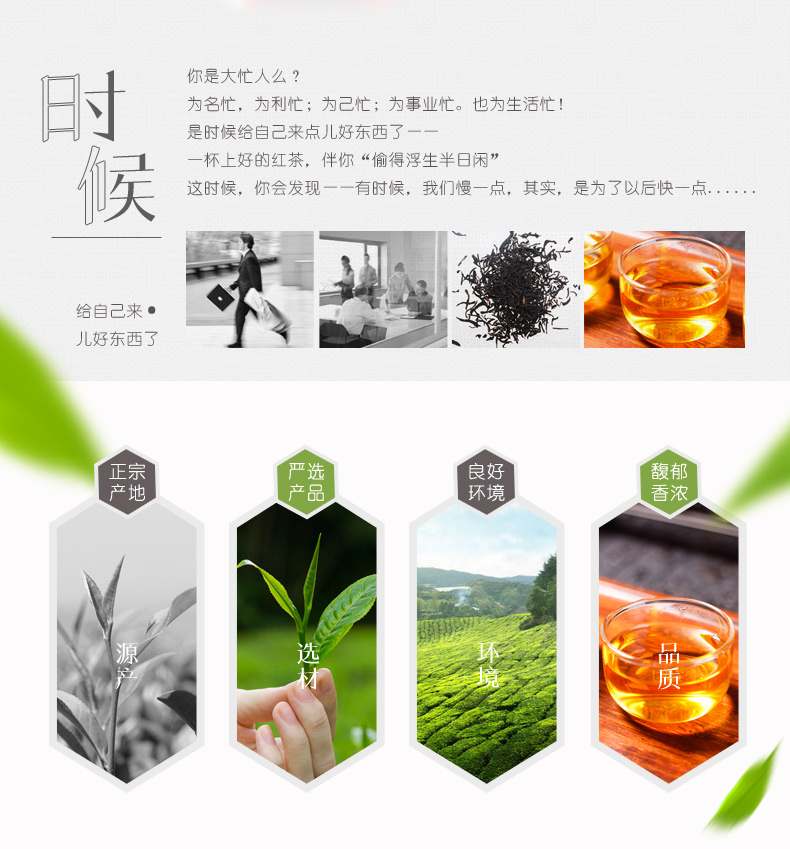 时候
你是大忙人么？
为名忙，为利忙；为己忙；为事业忙。也为生活忙！
是时候给自己来点儿好东西了——
一杯上好的红茶，伴你“偷得浮生半日闲”
这时候，你会发现——有时候，我们慢一点，其实，是为了以后快一点......
给自己来●
儿好东西了
正宗
产地
严选
产品
良好
环境
馥郁
香浓
源产
选材
环境
品质